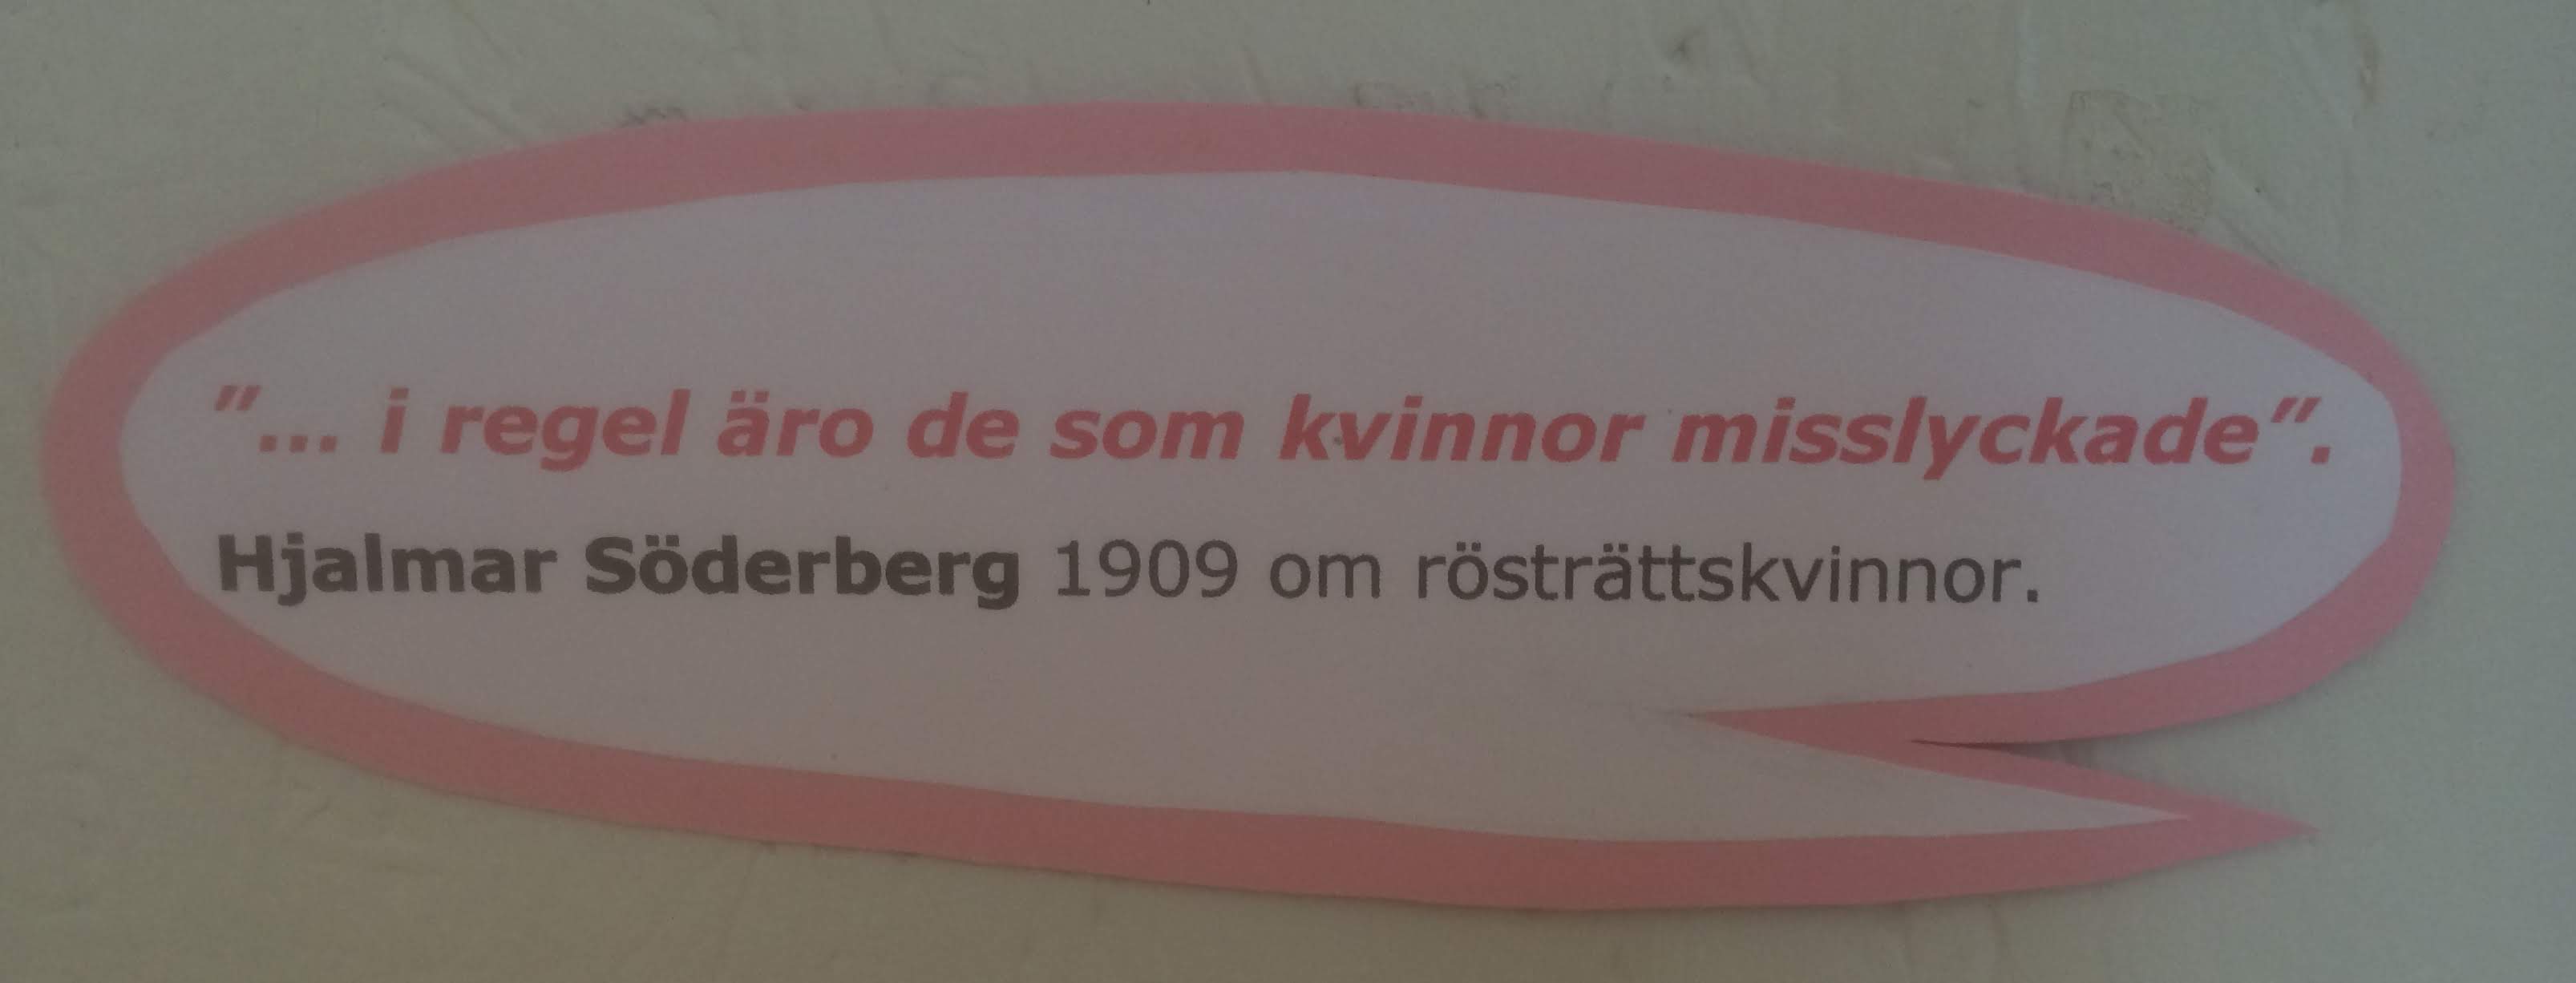 "... i regel äro de som kvinnor misslyckade".
Hjalmar Söderberg 1909 om rösträttskvinnor.